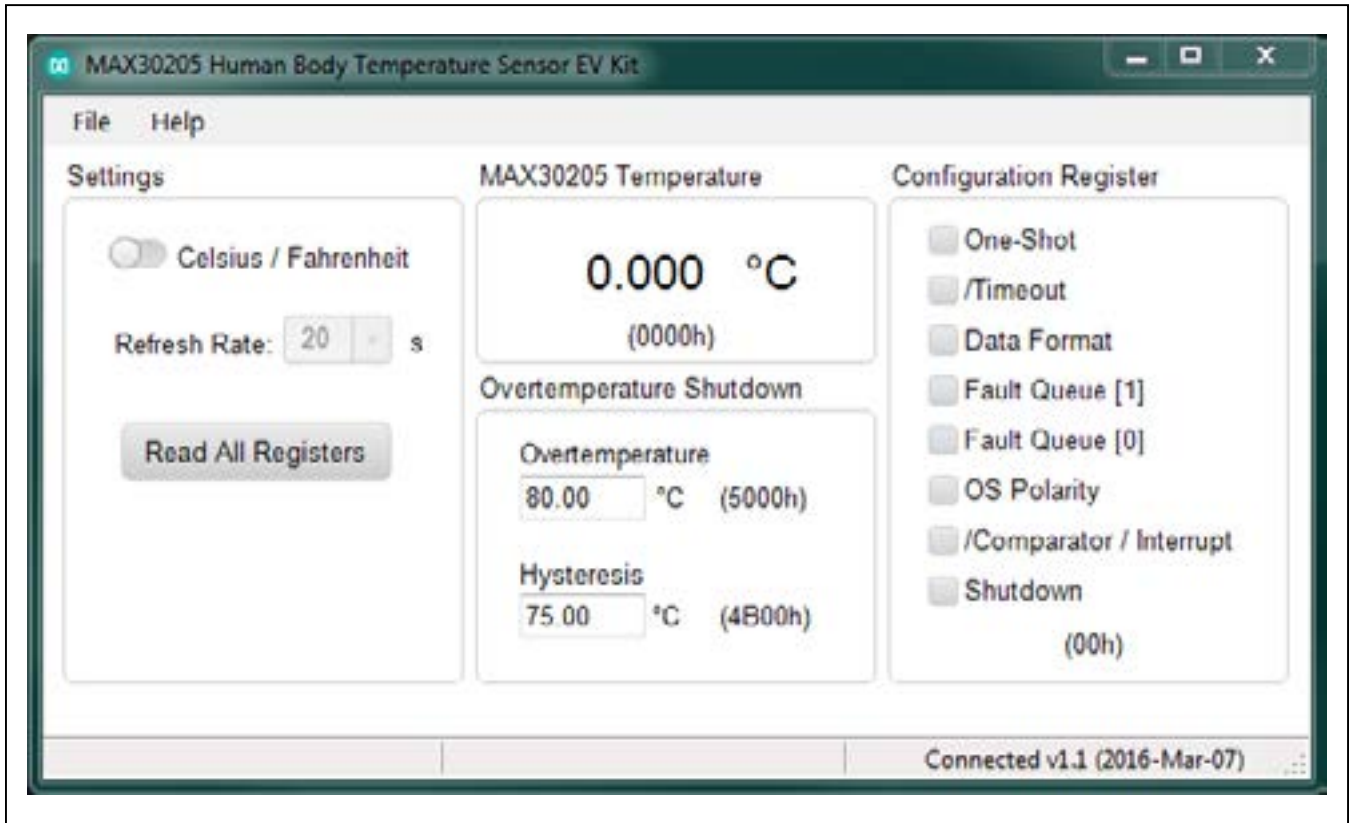 MAX30205 Human Body Temperature Sensor EV Kit
File Help
Settings
Celsius / Fahrenheit
Refresh Rate: 20 s
Read All Registers
MAX30205 Temperature
0.000 °C
(0000h)
Overtemperature Shutdown
Overtemperature
80.00 °C (5000h)
Hysteresis
75.00 °C (4B00h)
Configuration Register
One-Shot
/Timeout
Data Format
Fault Queue [1]
Fault Queue [0]
OS Polarity
/Comparator / Interrupt
Shutdown
(00h)
Connected v1.1 (2016-Mar-07)